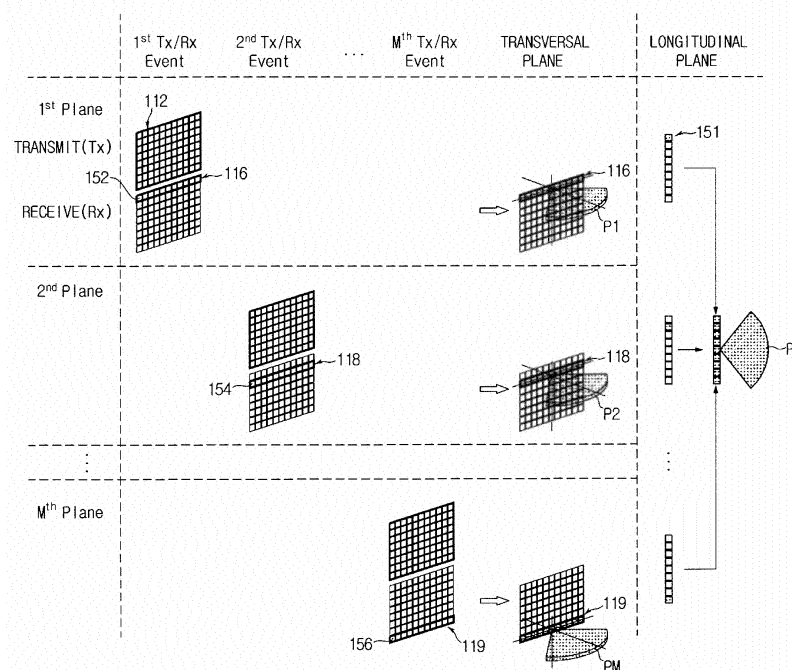 1st Tx/Rx Event
2nd Tx/Rx Event
...
Mth Tx/Rx Event
TRANSVERSAL PLANE
LONGITUDINAL PLANE
1st Plane
112
151
TRANSMIT(Tx)
152
116
116
RECEIVE(Rx)
P1
2nd Plane
118
118
P
154
P2
...
...
Mth Plane
119
156
119
PM